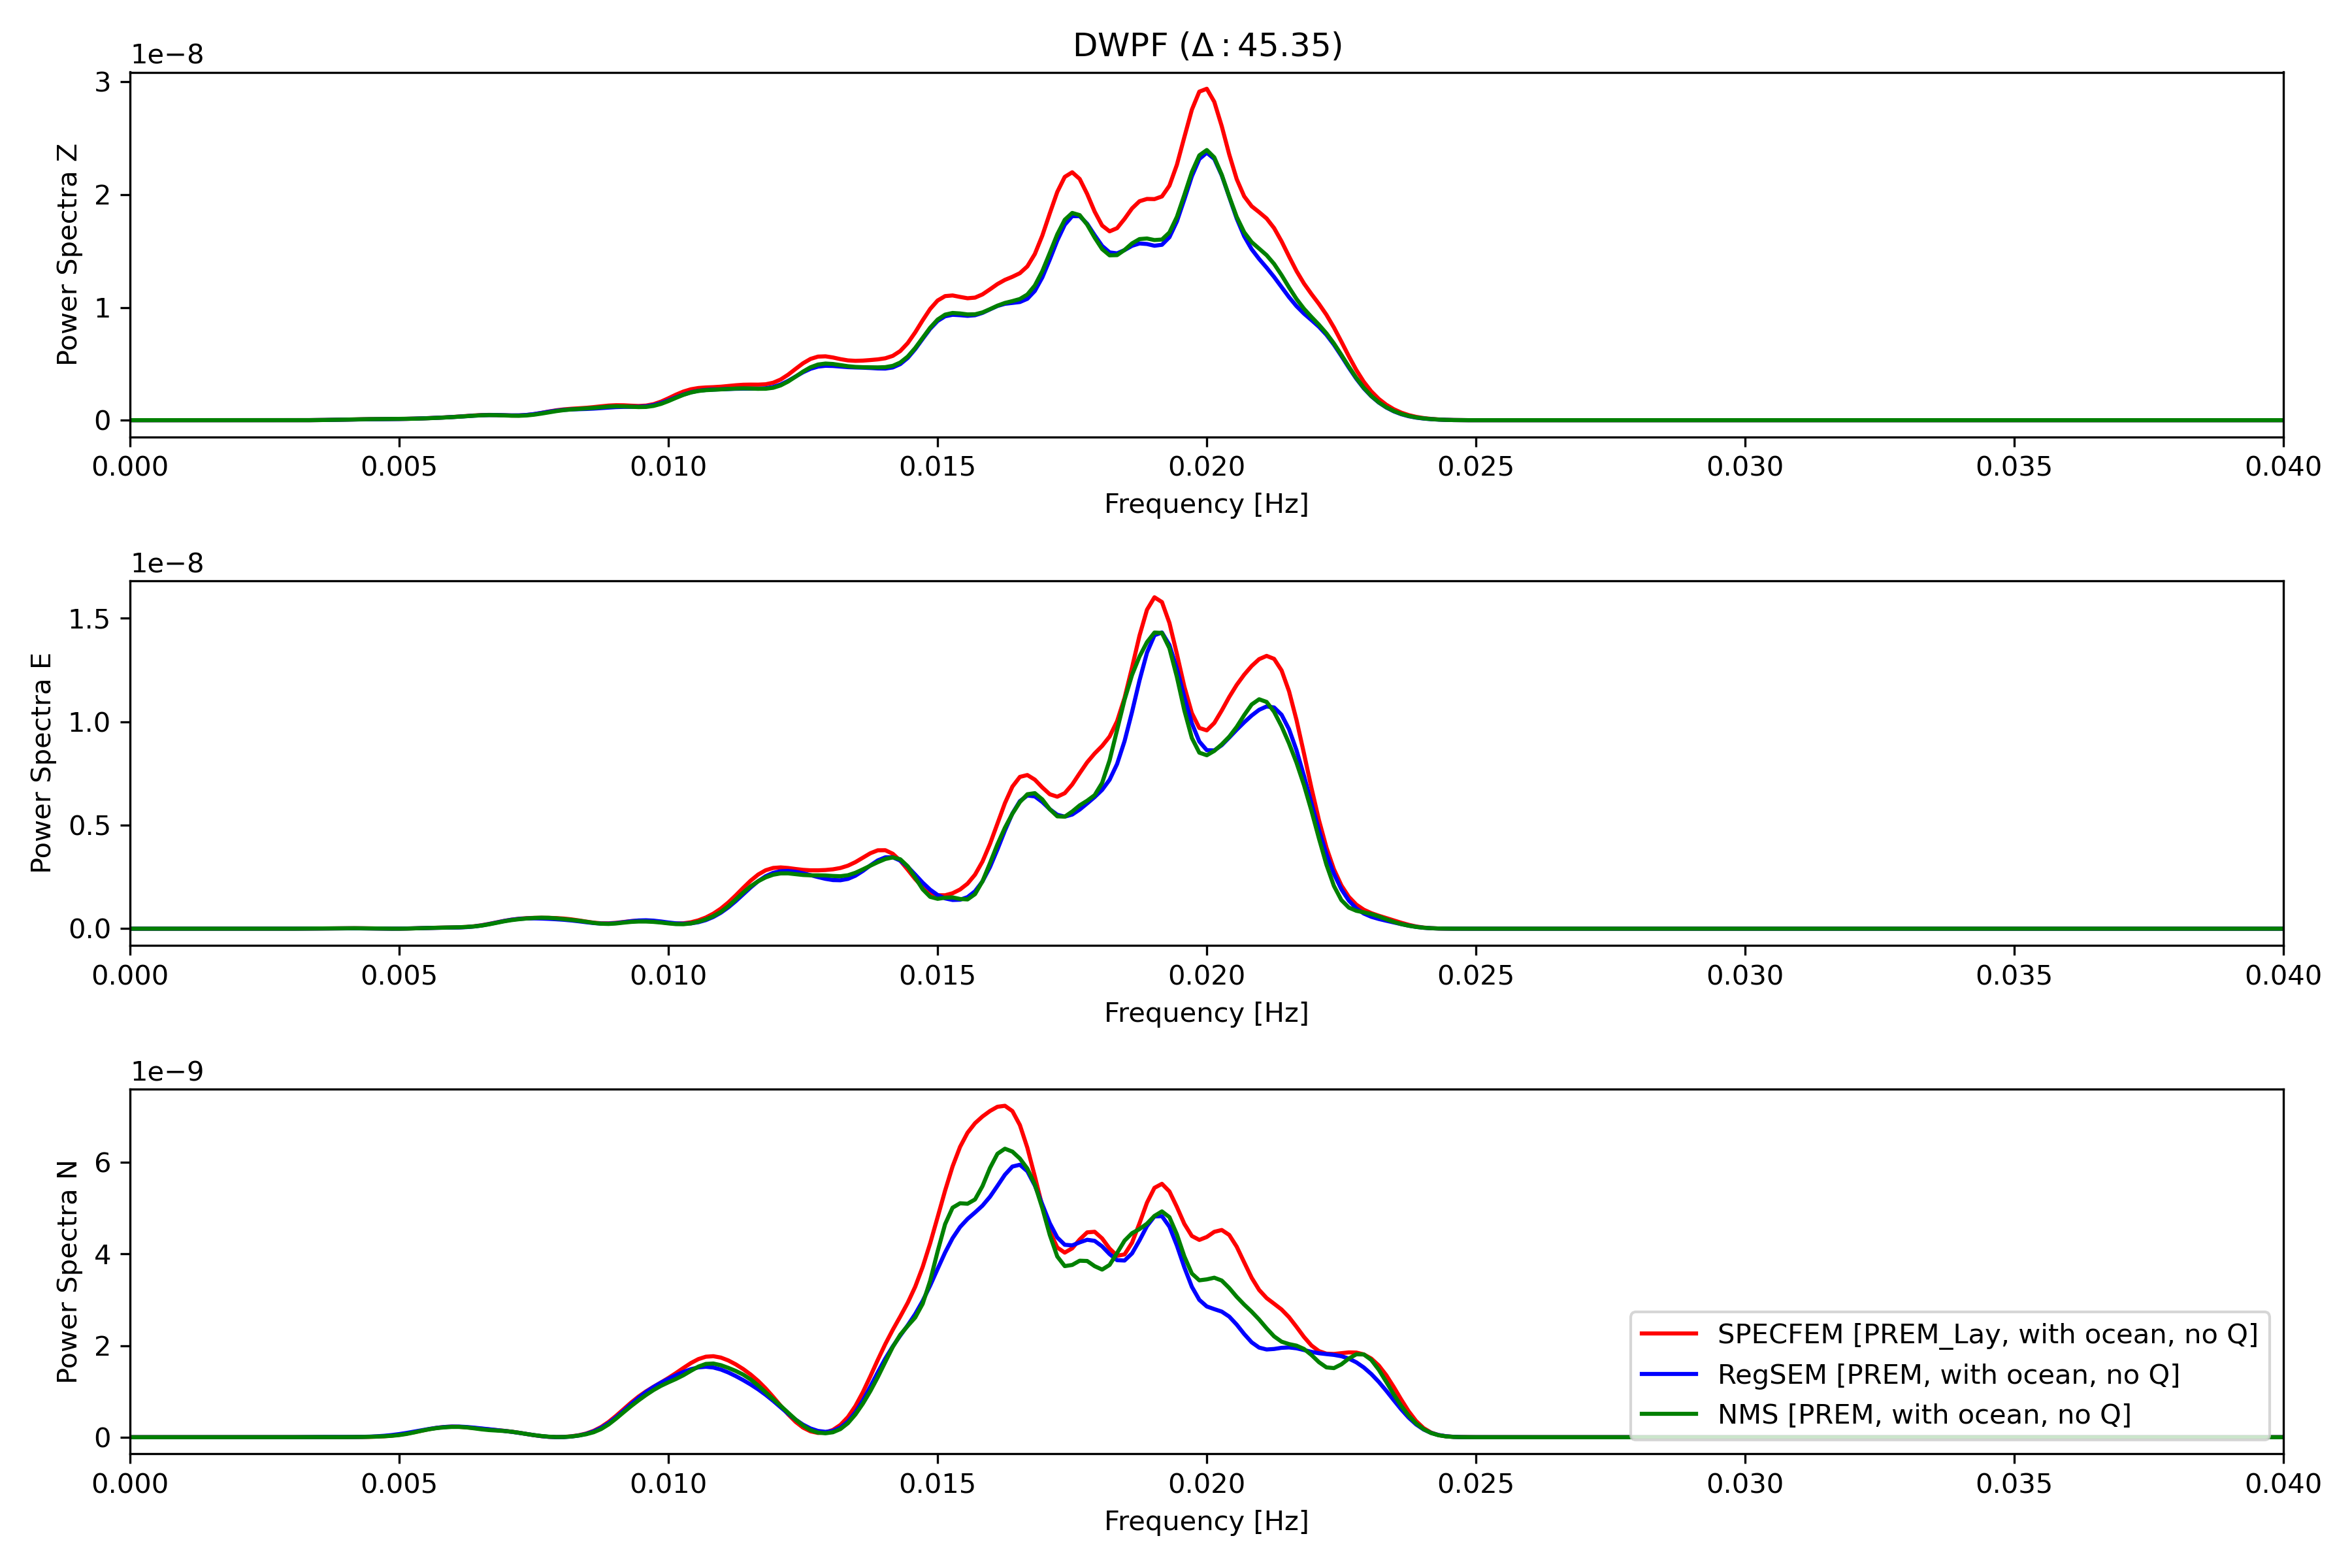 DWPF (Δ : 45.35)
1e−8
3
2
1
0
Power Spectra Z
0.000 0.005 0.010 0.015 0.020 0.025 0.030 0.035 0.040
Frequency [Hz]
1e−8
1.5
1.0
0.5
0.0
Power Spectra E
0.000 0.005 0.010 0.015 0.020 0.025 0.030 0.035 0.040
Frequency [Hz]
1e−9
6
4
2
0
Power Spectra N
SPECFEM [PREM_Lay, with ocean, no Q]
RegSEM [PREM, with ocean, no Q]
NMS [PREM, with ocean, no Q]
0.000 0.005 0.010 0.015 0.020 0.025 0.030 0.035 0.040
Frequency [Hz]